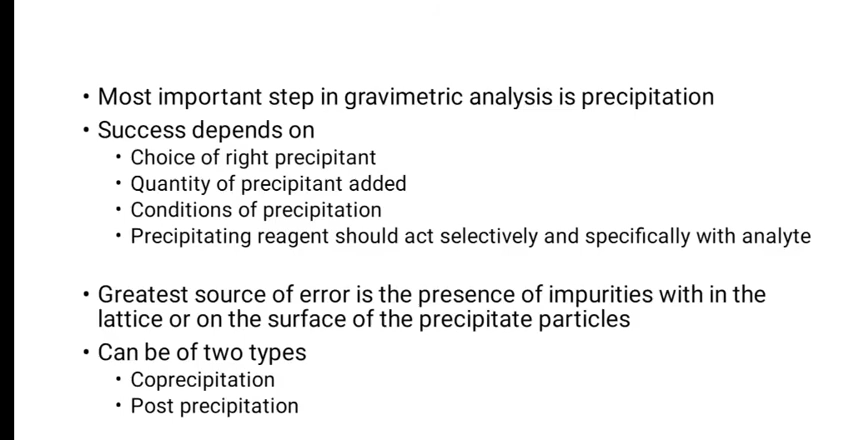 • Most important step in gravimetric analysis is precipitation
• Success depends on
• Choice of right precipitant
• Quantity of precipitant added
• Conditions of precipitation
• Precipitating reagent should act selectively and specifically with analyte
• Greatest source of error is the presence of impurities with in the
lattice or on the surface of the precipitate particles
• Can be of two types
• Coprecipitation
• Post precipitation